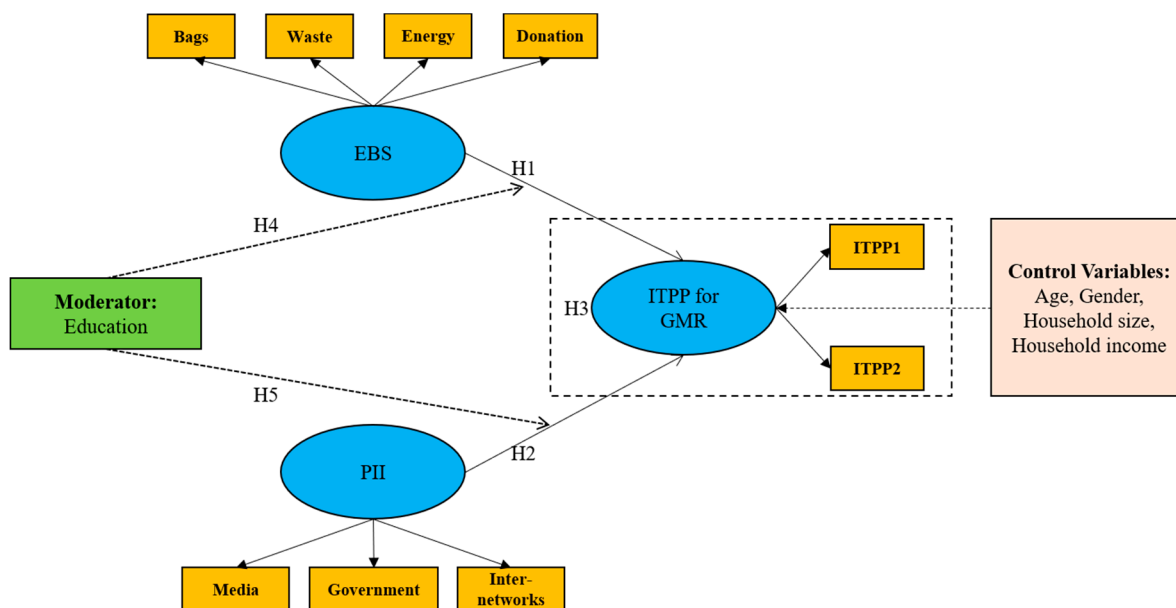 Bags
Waste
Energy
Donation
EBS
H1
H4
ITPP1
Control Variables:
Age, Gender,
Household size,
Household income
Moderator:
Education
H3
ITPP for
GMR
ITPP2
H5
H2
PII
Media
Government
Inter-
networks